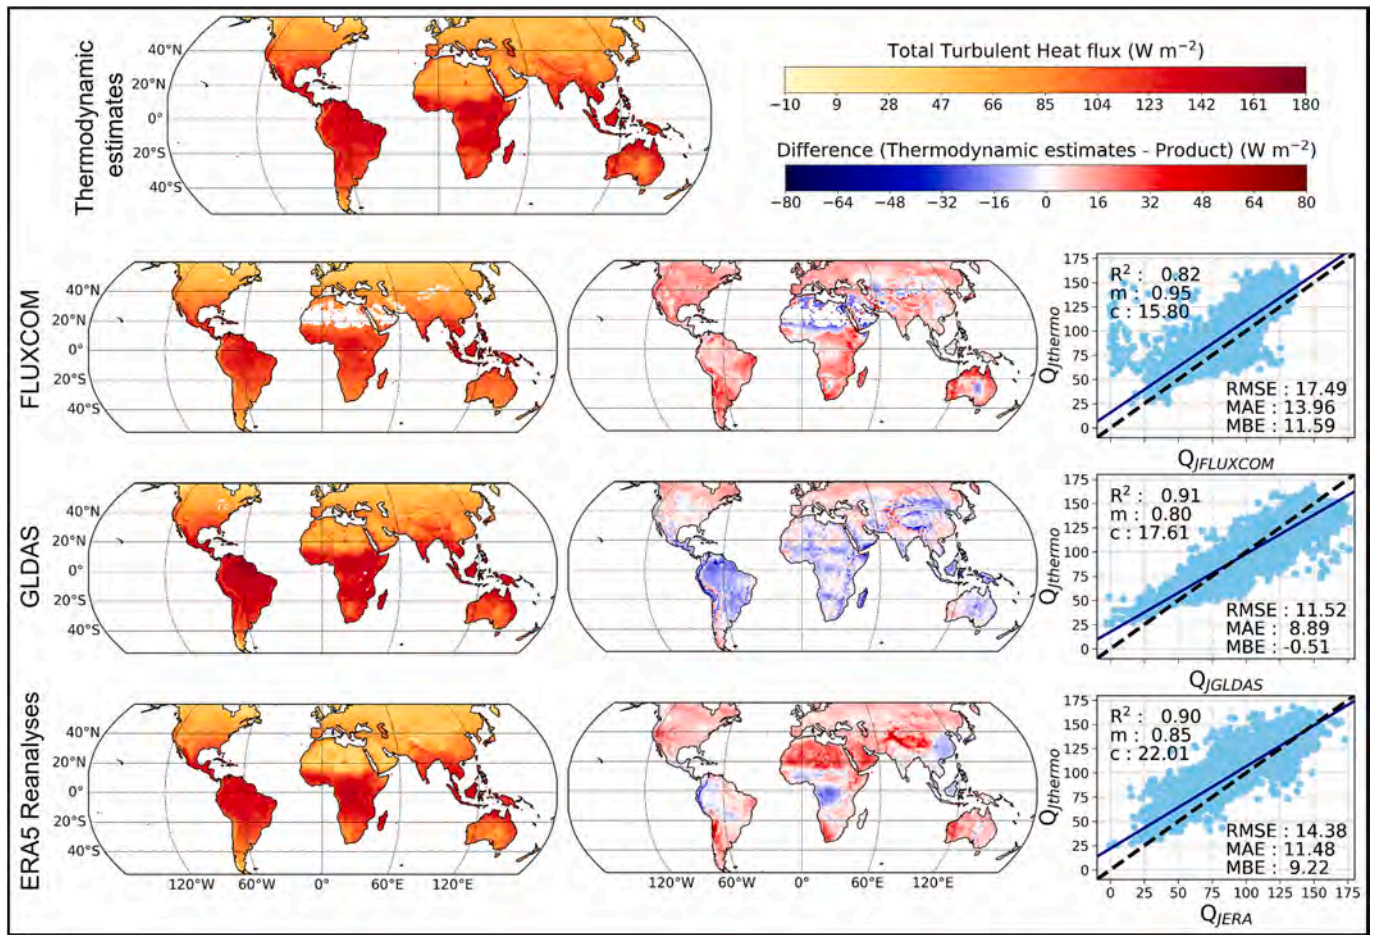 Thermodynamic
estimates
40°N
20°N
0°
20°S
40°S
Total Turbulent Heat flux (W m−2)
−10 9 28 47 66 85 104 123 142 161 180
Difference (Thermodynamic estimates - Product) (W m−2)
−80 −64 −48 −32 −16 0 16 32 48 64 80
FLUXCOM
40°N
20°N
0°
20°S
40°S
QJthermo
175
150
125
100
75
50
25
0
R2 : 0.82
m : 0.95
c : 15.80
RMSE : 17.49
MAE : 13.96
MBE : 11.59
QJFLUXCOM
GLDAS
40°N
20°N
0°
20°S
40°S
QJthermo
175
150
125
100
75
50
25
0
R2 : 0.91
m : 0.80
c : 17.61
RMSE : 11.52
MAE : 8.89
MBE : -0.51
QJGLDAS
ERA5 Reanalyses
40°N
20°N
0°
20°S
40°S
120°W 60°W 0° 60°E 120°E
120°W 60°W 0° 60°E 120°E
QJthermo
175
150
125
100
75
50
25
0
R2 : 0.90
m : 0.85
c : 22.01
RMSE : 14.38
MAE : 11.48
MBE : 9.22
0 25 50 75 100 125 150 175
QJERA